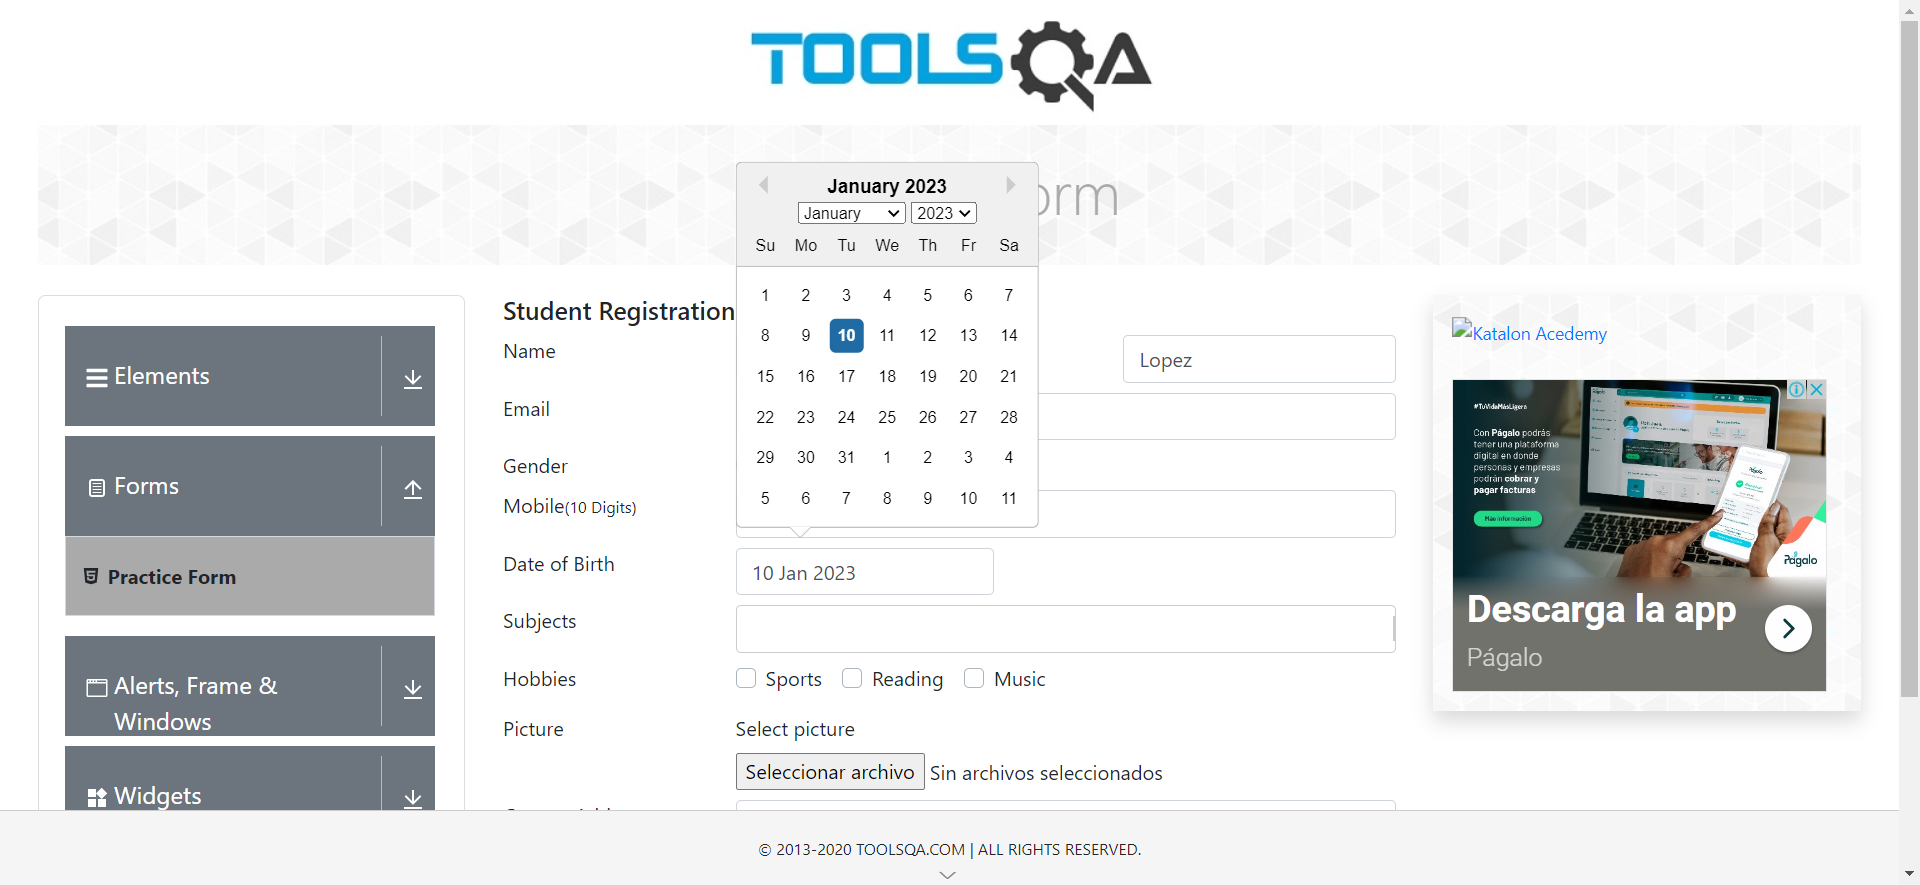 TOOLSQA
orm
January 2023
January 2023
Su Mo Tu We Th Fr Sa
1 2 3 4 5 6 7
8 9 10 11 12 13 14
15 16 17 18 19 20 21
22 23 24 25 26 27 28
29 30 31 1 2 3 4
5 6 7 8 9 10 11
Elements
Forms
Practice Form
Alerts, Frame &
Windows
Widgets
Student Registration
Name
Lopez
Email
Gender
Mobile(10 Digits)
Date of Birth
10 Jan 2023
Subjects
Hobbies
Sports Reading Music
Picture
Select picture
Seleccionar archivo Sin archivos seleccionados
Katalon Acedemy
#TuVidaMásLigera
Con Págalo podrás
tener una plataforma
digital en donde
personas y empresas
podrán cobrar y
pagar facturas
Más información
Págalo
Descarga la app
Págalo
© 2013-2020 TOOLSQA.COM | ALL RIGHTS RESERVED.